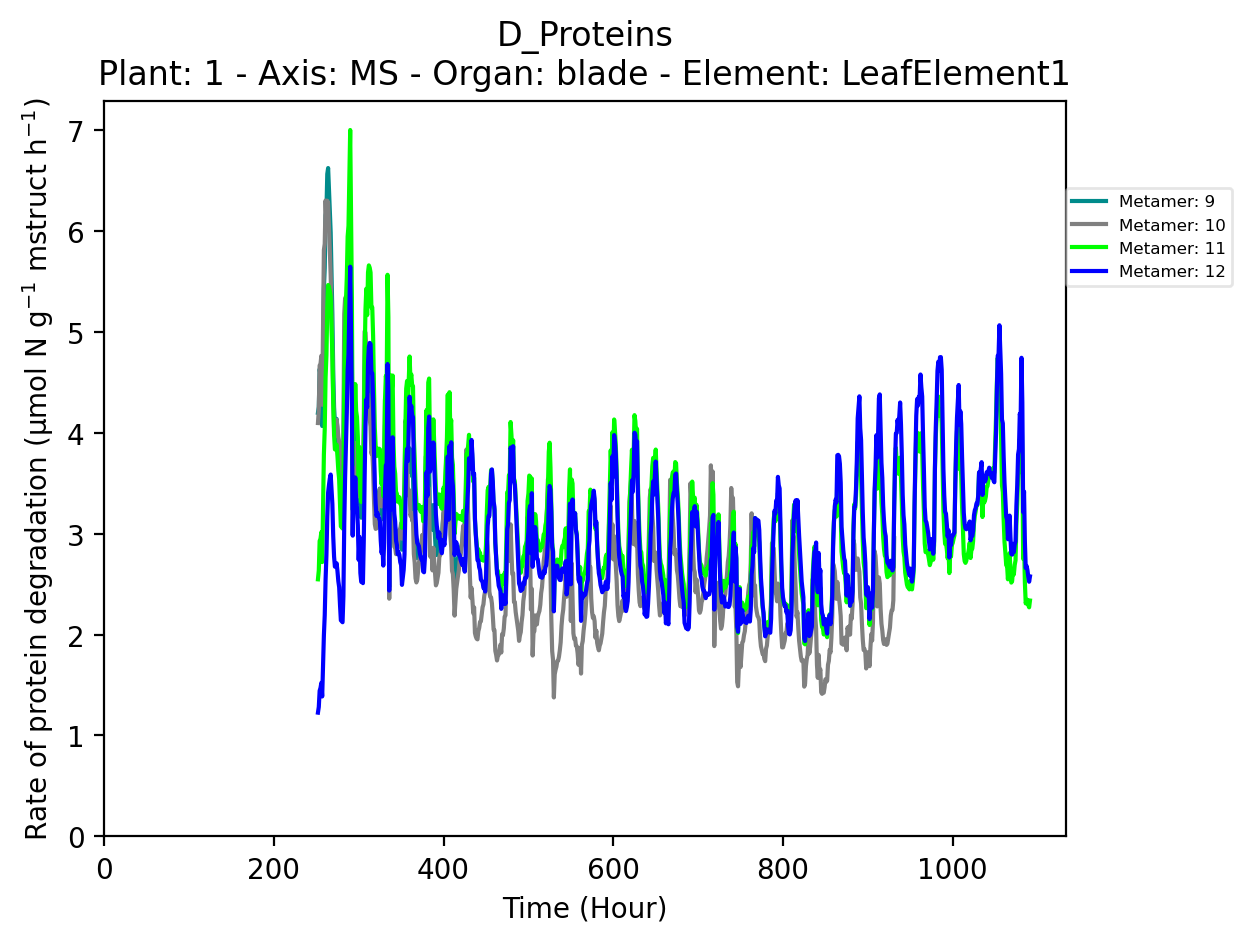 D_Proteins
Plant: 1 - Axis: MS - Organ: blade - Element: LeafElement1
Rate of protein degradation (µmol N g⁻¹ mstruct h⁻¹)
7
6
5
4
3
2
1
0
0 200 400 600 800 1000
Time (Hour)
Metamer: 9
Metamer: 10
Metamer: 11
Metamer: 12